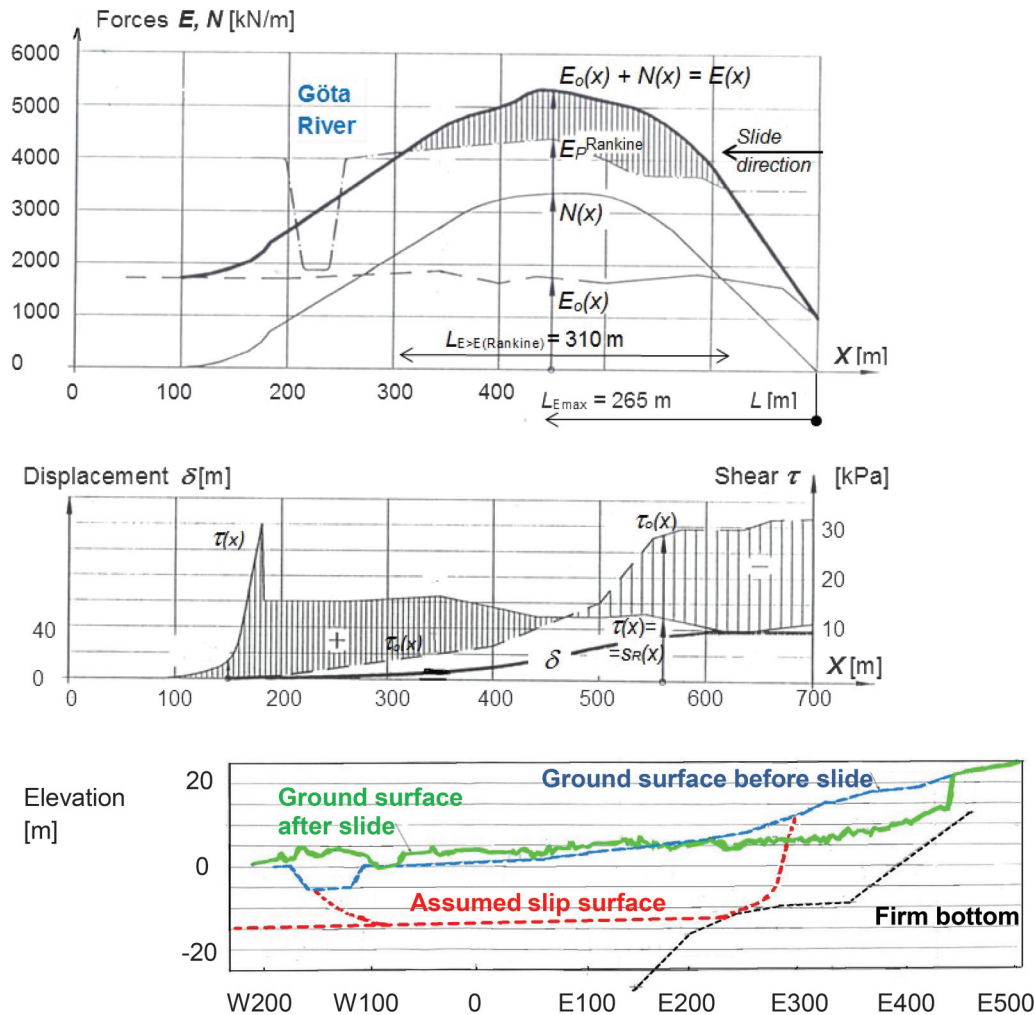 Forces E, N [kN/m]
6000
5000
4000
3000
2000
1000
0
Göta
River
Eo(x) + N(x) = E(x)
EP Rankine
Slide
direction
N(x)
Eo(x)
LE>E(Rankine) = 310 m
X [m]
0 100 200 300 400
LEmax = 265 m
L [m]
Displacement δ [m]
Shear τ [kPa]
τ(x)
τo(x)
30
20
10
40
0
+
τo(x)
−
τ(x)=
=SR(x)
δ
X [m]
0 100 200 300 400 500 600 700
Elevation
[m]
20
0
-20
Ground surface before slide
Ground surface
after slide
Assumed slip surface
Firm bottom
W200 W100 0 E100 E200 E300 E400 E500